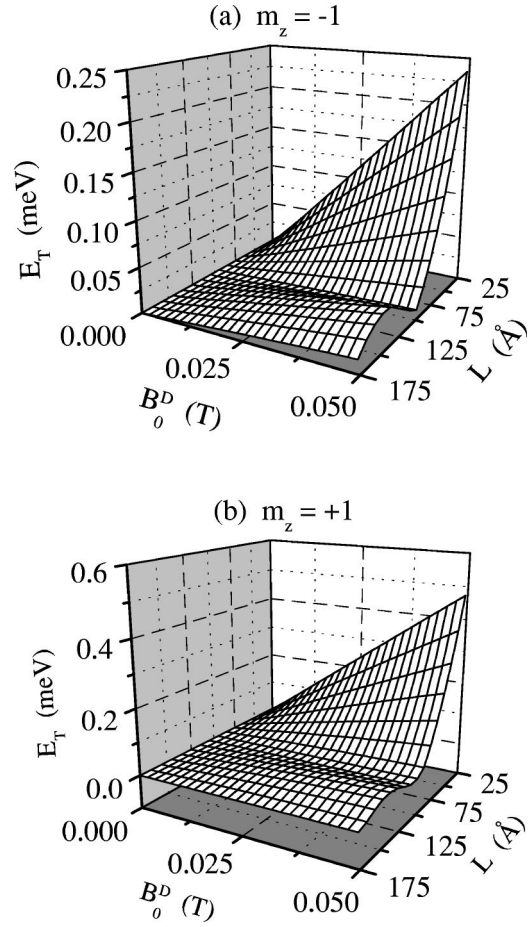 (a) m_z = -1
0.25
0.20
0.15
0.10
0.05
E_T (meV)
0.000
0.025
0.050
B_0^D (T)
25
75
125
175
L (Å)
(b) m_z = +1
0.6
0.4
0.2
0.0
E_T (meV)
0.000
0.025
0.050
B_0^D (T)
25
75
125
175
L (Å)